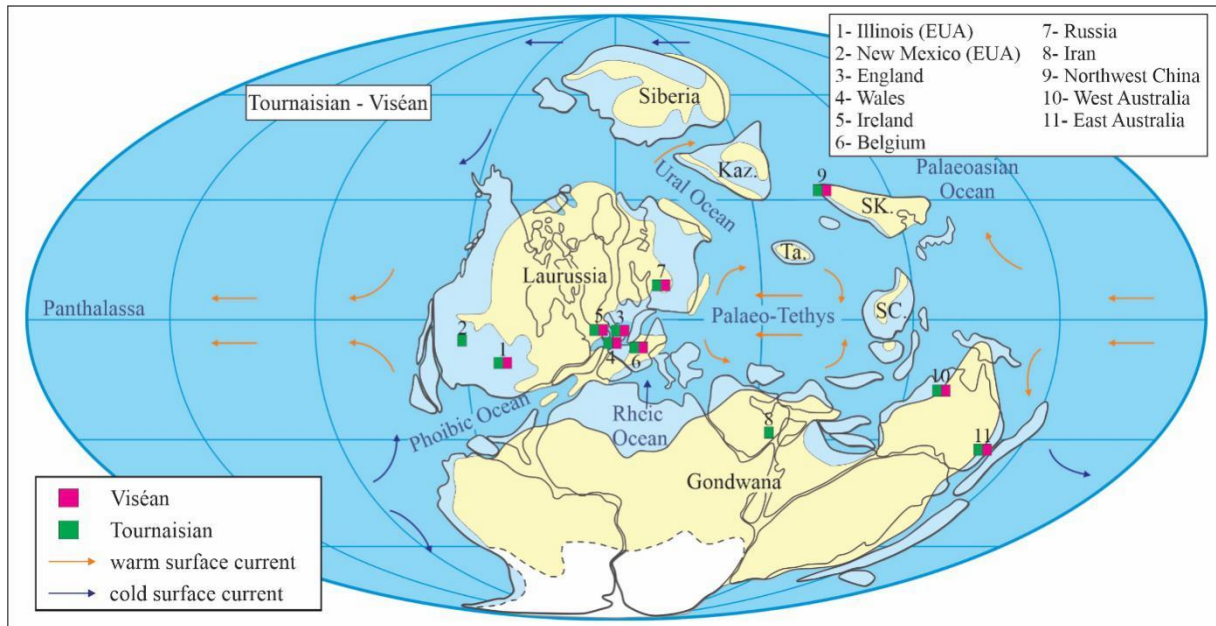 Tournaisian - Viséan
1- Illinois (EUA)
2- New Mexico (EUA)
3- England
4- Wales
5- Ireland
6- Belgium
7- Russia
8- Iran
9- Northwest China
10- West Australia
11- East Australia
Siberia
Kaz.
Ural Ocean
Palaeoasian
Ocean
9
SK.
Ta.
Laurussia
7
Panthalassa
Palaeo-Tethys
SC.
2
1
5
3
4
6
10
Phoibic Ocean
Rheic
Ocean
8
11
Gondwana
Viséan
Tournaisian
warm surface current
cold surface current